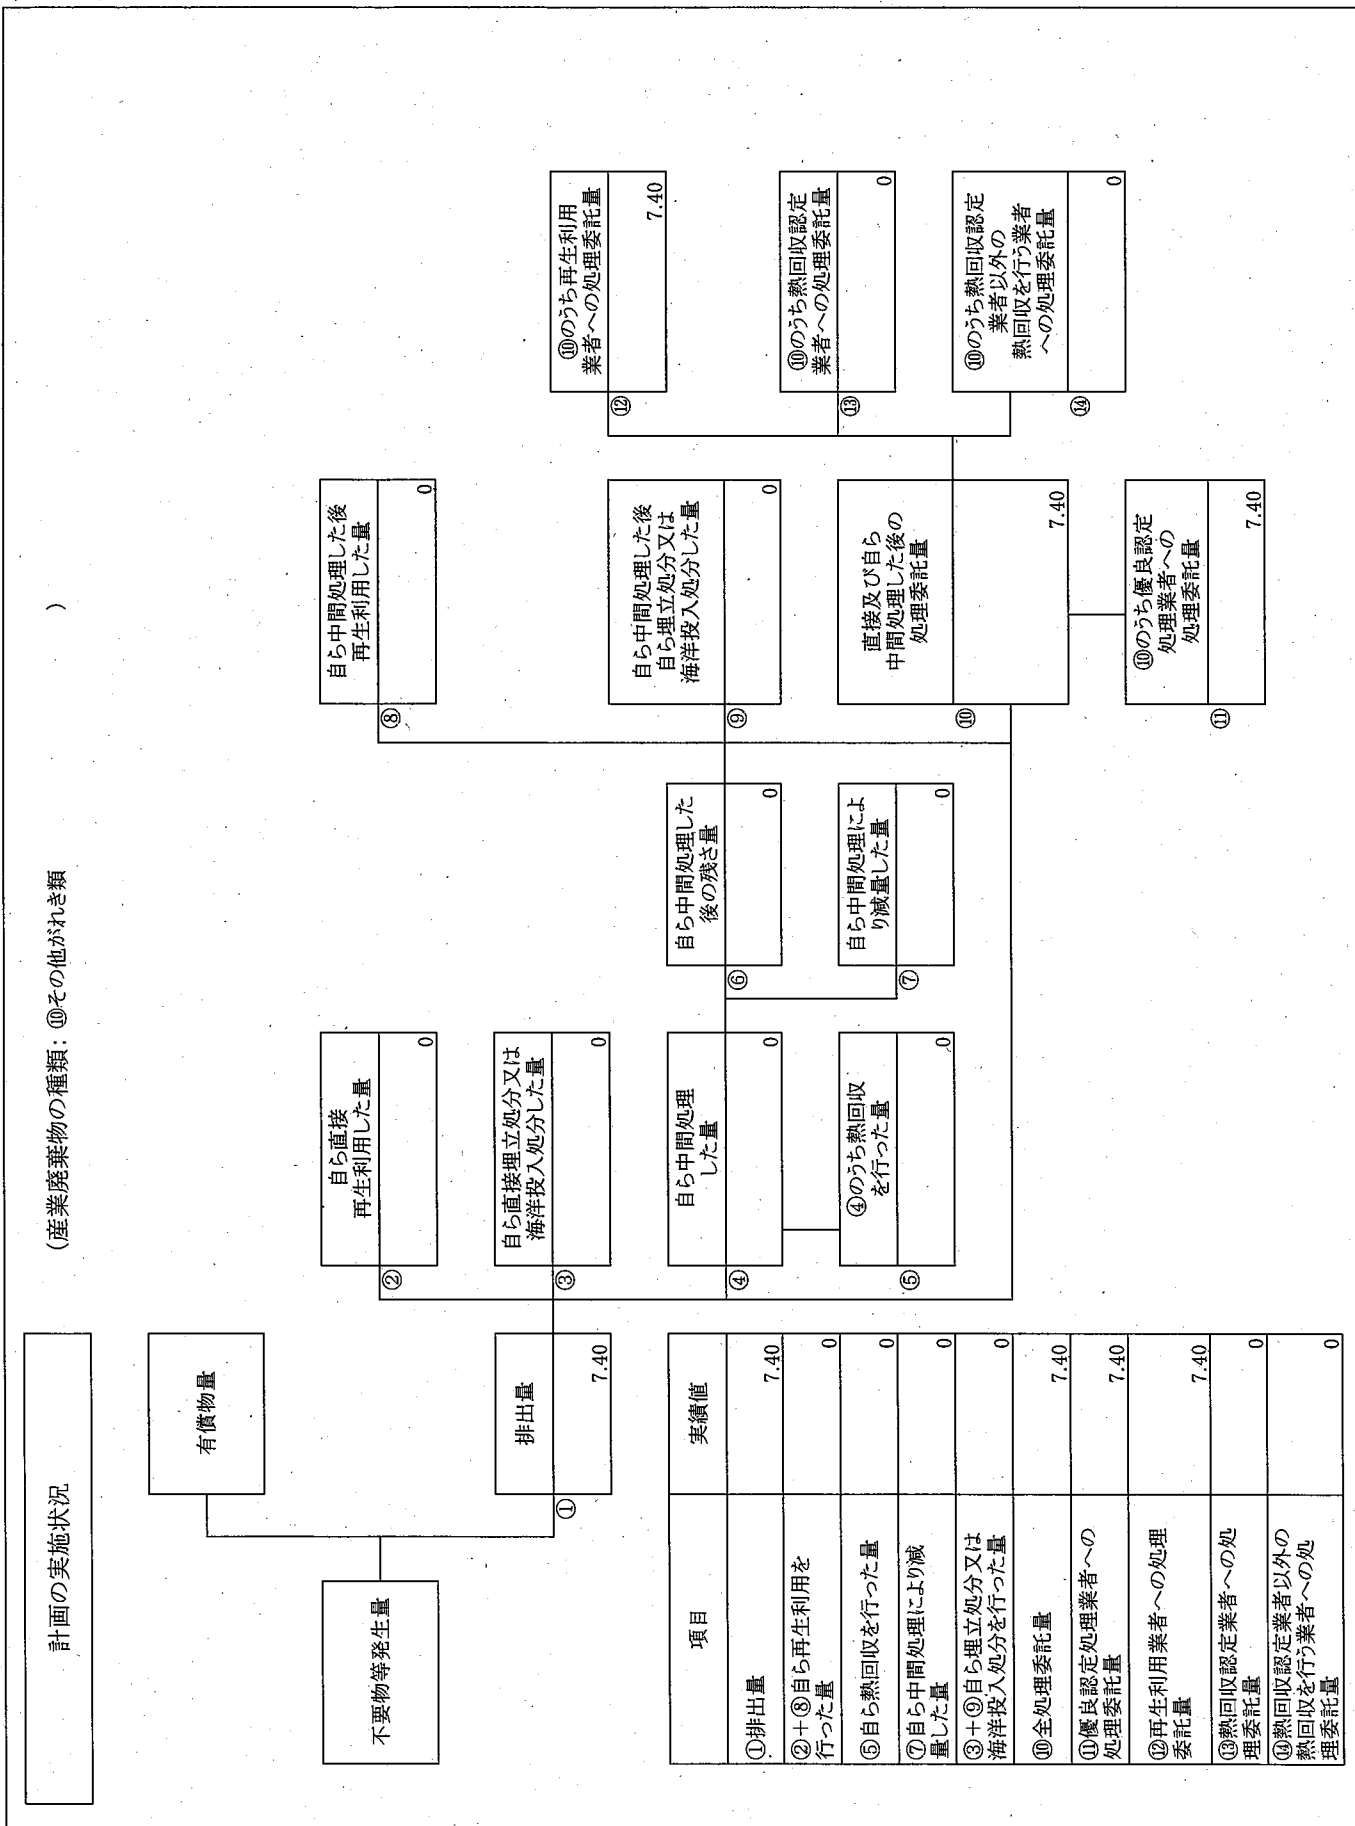 計画の実施状況
(産業廃棄物の種類: ⑩その他がれき類 )
不要物等発生量
有償物量
①
排出量
7.40
②
自ら直接
再生利用した量
0
③
自ら直接埋立処分又は
海洋投入処分した量
0
④
自ら中間処理
した量
0
⑤
④のうち熱回収
を行った量
0
⑥
自ら中間処理した
後の残さ量
0
⑦
自ら中間処理によ
り減量した量
0
⑧
自ら中間処理した後
再生利用した量
0
⑨
自ら中間処理した後
自ら埋立処分又は
海洋投入処分した量
0
⑩
直接及び自ら
中間処理した後の
処理委託量
7.40
⑪
⑩のうち優良認定
処理業者への
処理委託量
7.40
⑫
⑩のうち再生利用
業者への処理委託量
7.40
⑬
⑩のうち熱回収認定
業者への処理委託量
0
⑭
⑩のうち熱回収認定
業者以外の
熱回収を行う業者
への処理委託量
0
項目 実績値
①排出量 7.40
②+⑧自ら再生利用を
行った量 0
⑤自ら熱回収を行った量 0
⑦自ら中間処理により減
量した量 0
③+⑨自ら埋立処分又は
海洋投入処分を行った量 0
⑩全処理委託量 7.40
⑪優良認定処理業者への
処理委託量 7.40
⑫再生利用業者への処理
委託量 7.40
⑬熱回収認定業者への処
理委託量 0
⑭熱回収認定業者以外の
熱回収を行う業者への処
理委託量 0